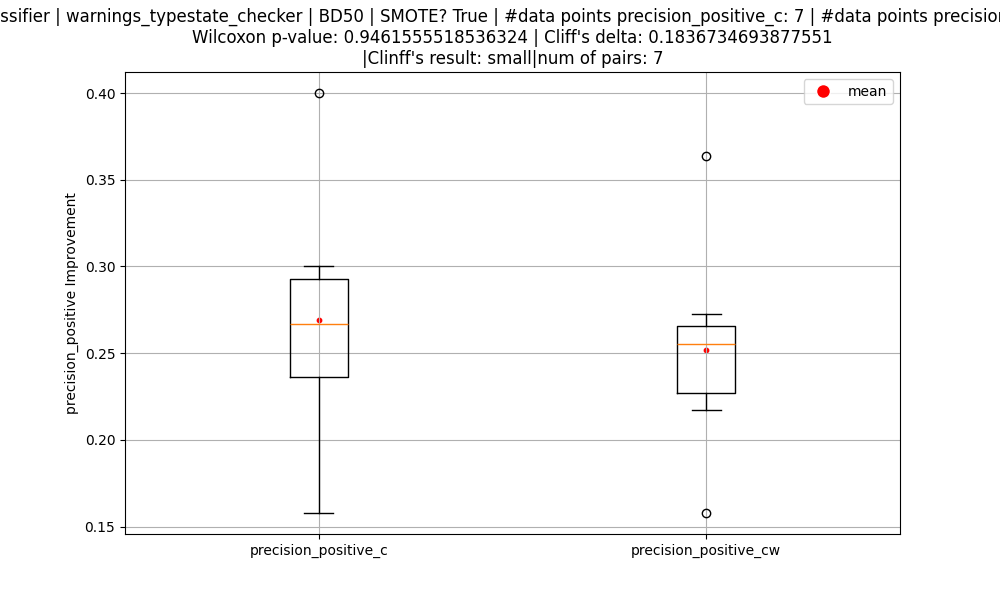 | warnings_typestate_checker | BD50 | SMOTE? True | #data points precision_positive_c: 7 | #data points
Wilcoxon p-value: 0.9461555518536324 | Cliff's delta: 0.1836734693877551
|Clinff's result: small|num of pairs: 7
mean
0.40
0.35
0.30
0.25
0.20
0.15
precision_positive Improvement
precision_positive_c
precision_positive_cw